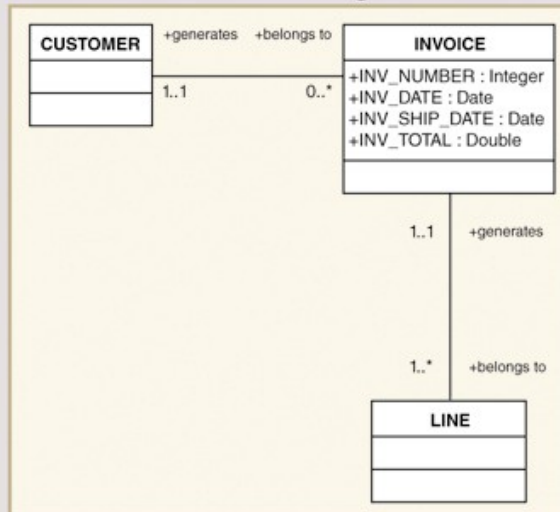 CUSTOMER
+generates
+belongs to
INVOICE
1..1
0..*
+INV_NUMBER : Integer
+INV_DATE : Date
+INV_SHIP_DATE : Date
+INV_TOTAL : Double
1..1
+generates
1..*
+belongs to
LINE